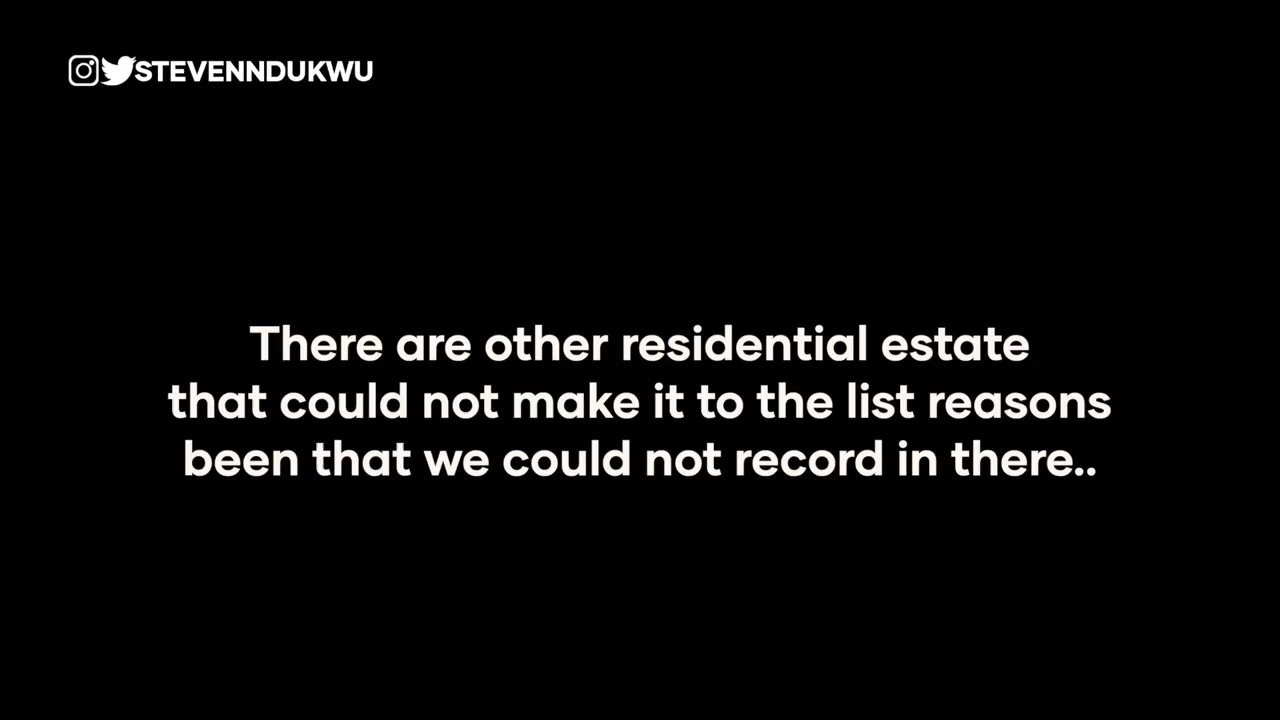 STEVENNDUKWU
There are other residential estate
that could not make it to the list reasons
been that we could not record in there..